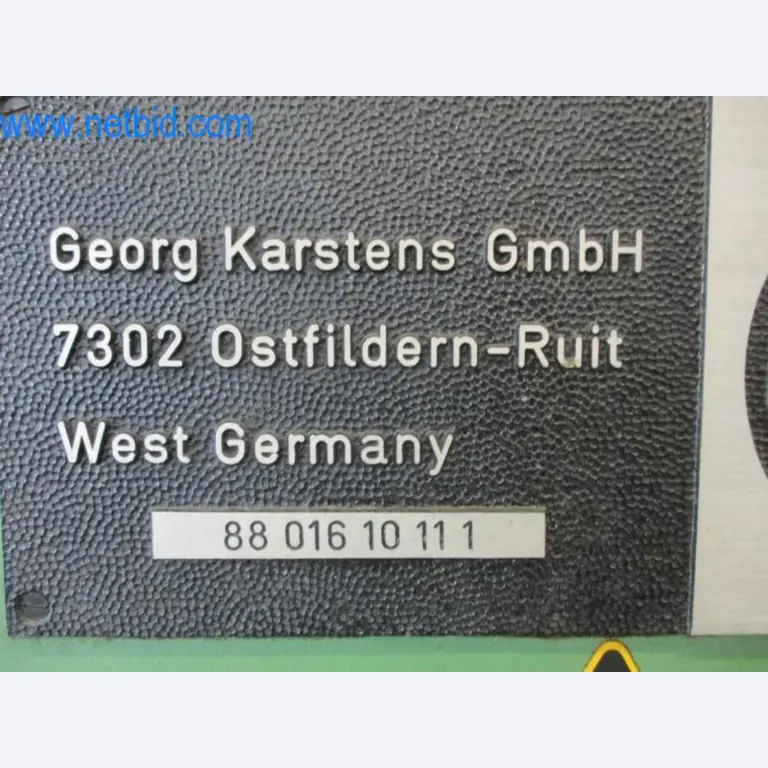 www.netbid.com
Georg Karstens GmbH
7302 Ostfildern-Ruit
West Germany
88 016 10 11 1